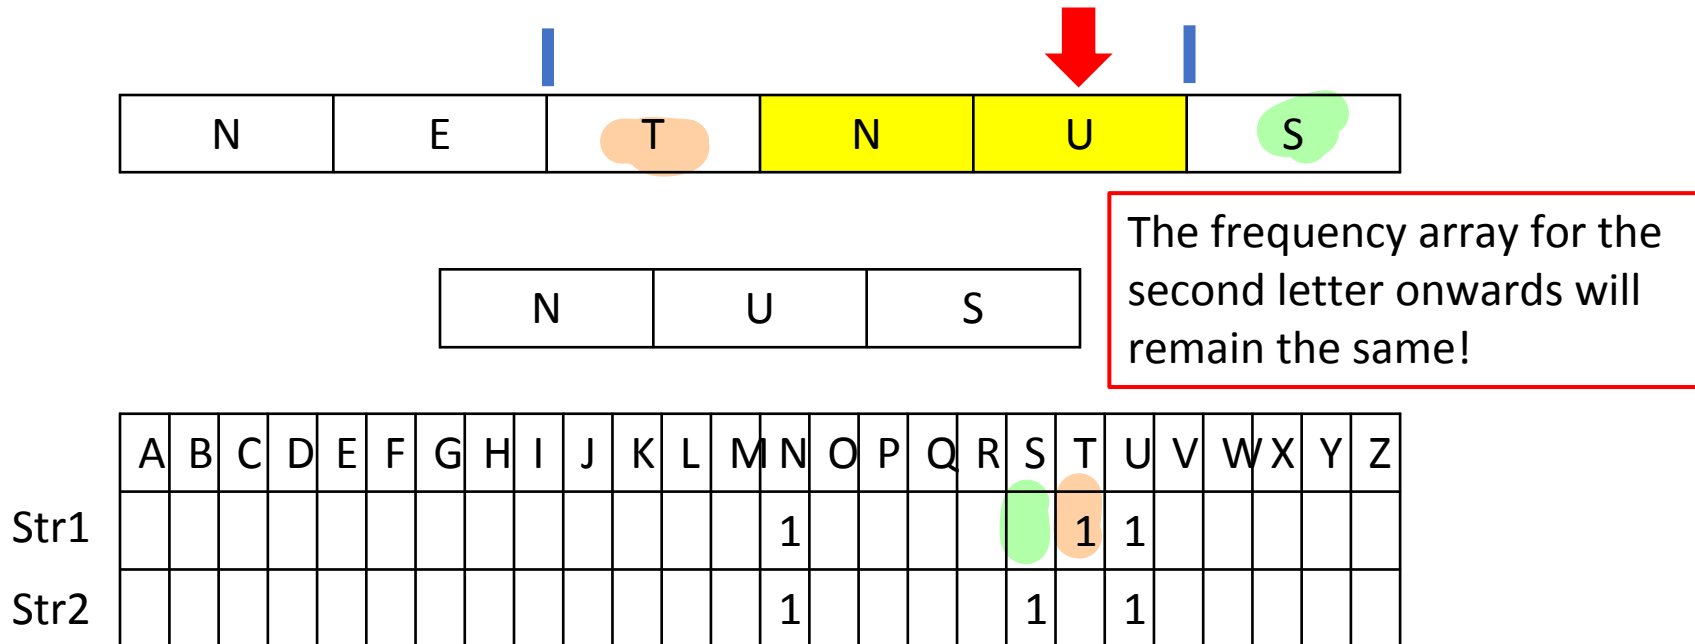 N E T N U S
The frequency array for the
second letter onwards will
remain the same!
N U S
A B C D E F G H I J K L M N O P Q R S T U V W X Y Z
Str1 1 1 1
Str2 1 1 1